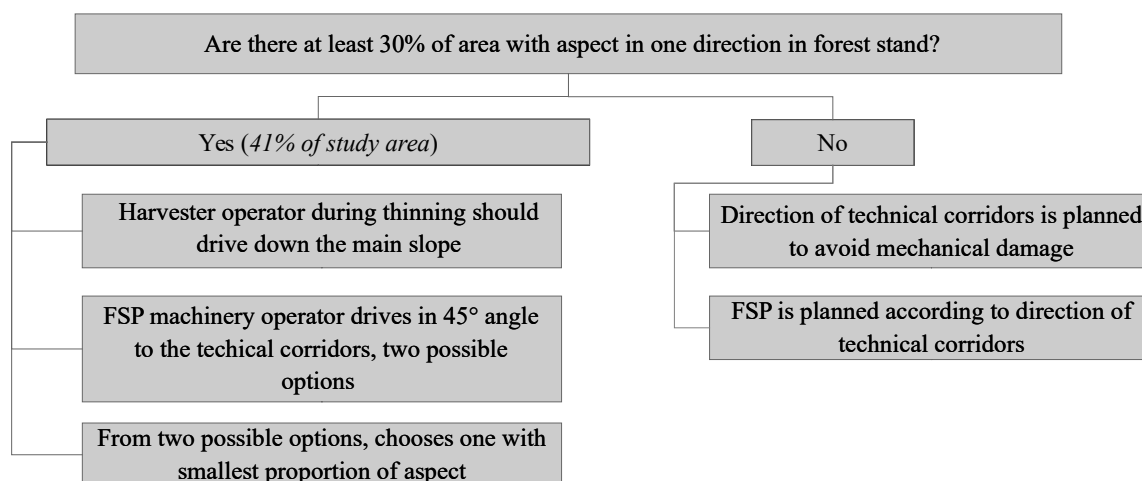 Are there at least 30% of area with aspect in one direction in forest stand?
Yes (41% of study area)
No
Harvester operator during thinning should
drive down the main slope
Direction of technical corridors is planned
to avoid mechanical damage
FSP machinery operator drives in 45° angle
to the techical corridors, two possible
options
FSP is planned according to direction of
technical corridors
From two possible options, chooses one with
smallest proportion of aspect